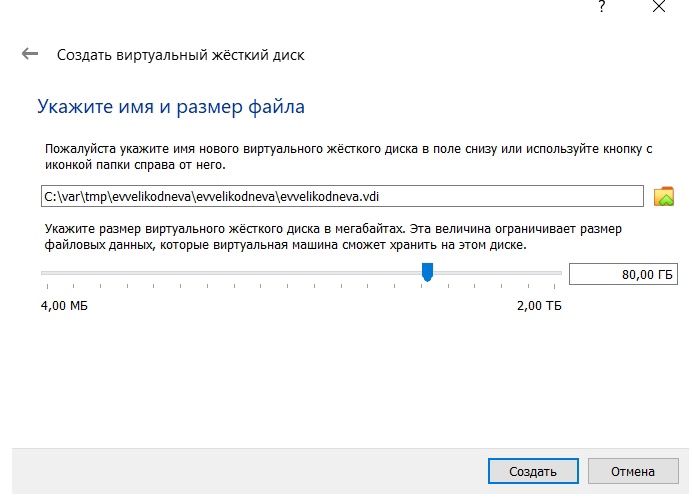 ?
Создать виртуальный жёсткий диск
Укажите имя и размер файла
Пожалуйста укажите имя нового виртуального жёсткого диска в поле снизу или используйте кнопку с
иконкой папки справа от него.
C:\var\tmp\evvelikodneva\evvelikodneva\evvelikodneva.vdi
Укажите размер виртуального жёсткого диска в мегабайтах. Эта величина ограничивает размер
файловых данных, которые виртуальная машина сможет хранить на этом диске.
80,00 ГБ
4,00 МБ 2,00 ТБ
Создать Отмена